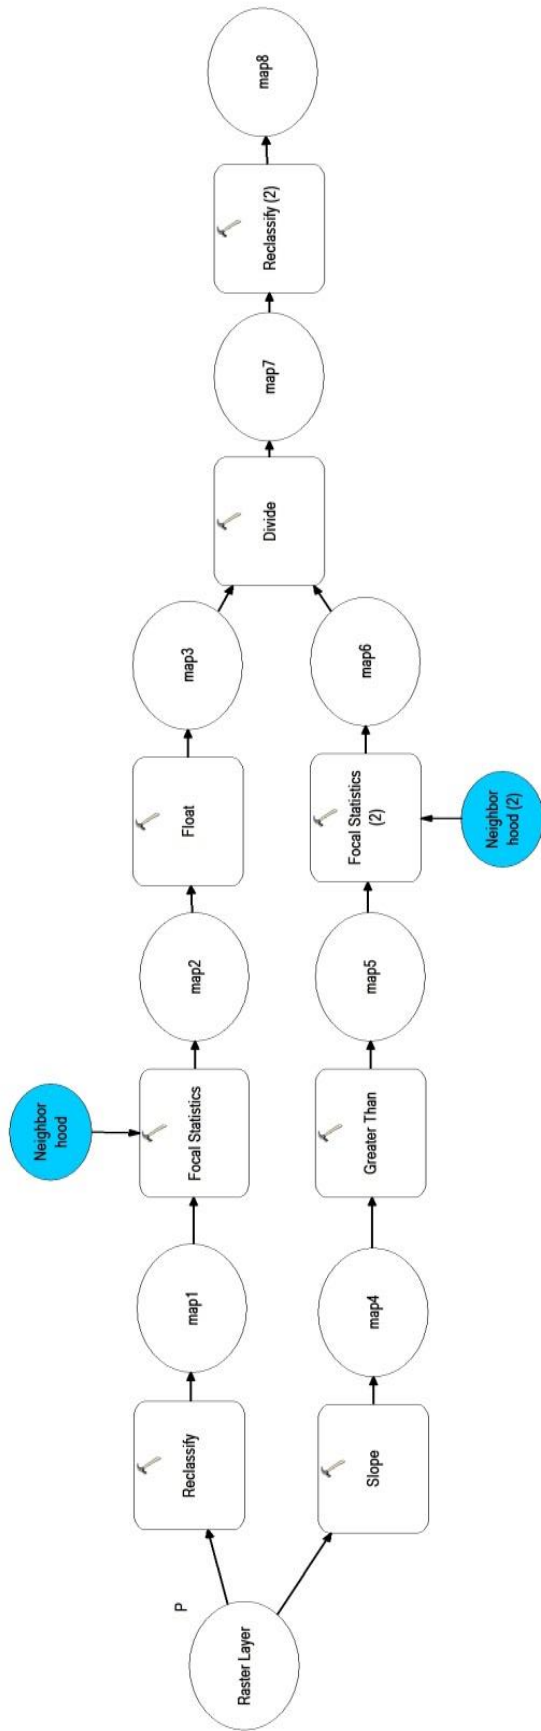 P
Raster Layer
Reclassify
map1
Neighbor
hood
Focal Statistics
map2
Float
map3
Slope
map4
Greater Than
map5
Focal Statistics
(2)
Neighbor
hood (2)
map6
Divide
map7
Reclassify (2)
map8